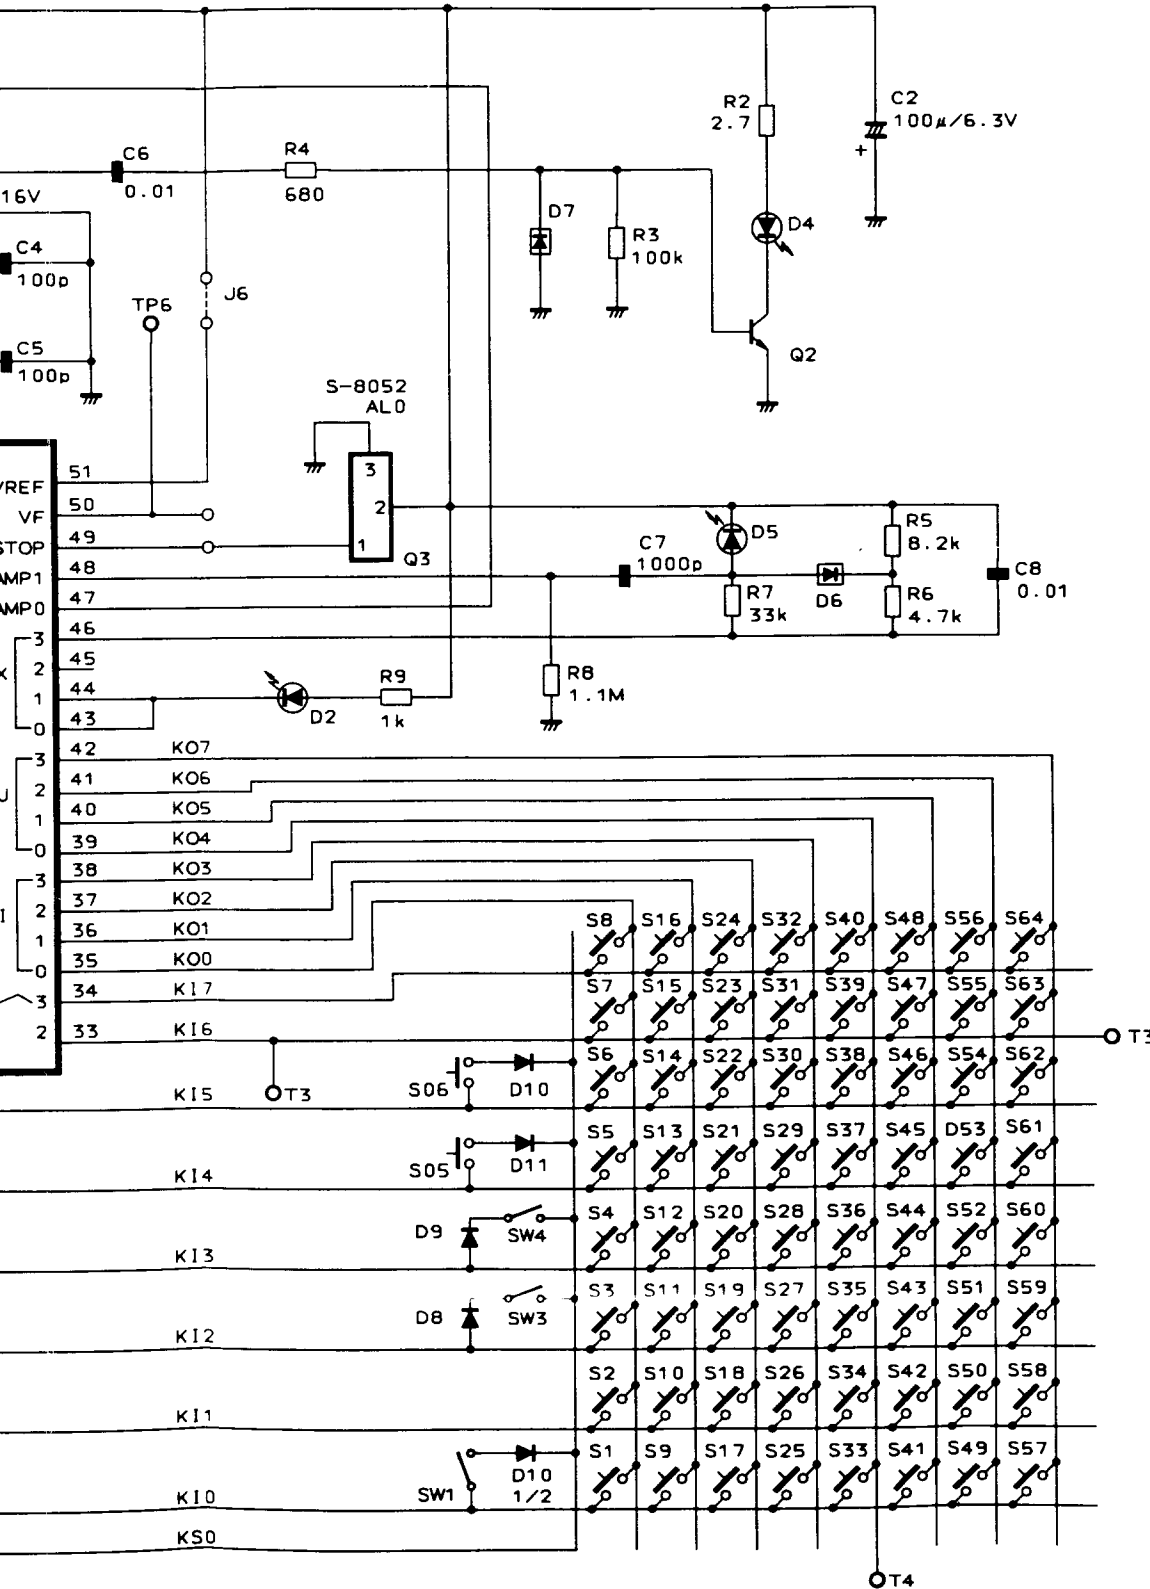 R2
2.7
C2
100μ/6.3V
+
C6
0.01
R4
680
16V
C4
100p
D7
R3
100k
D4
J6
TP6
Q2
C5
100p
S-8052
AL0
3
2
1
Q3
VREF 51
VF 50
STOP 49
AMP1 48
AMP0 47
3 46
X 2 45
1 44
0 43
C7
1000p
D5
R5
8.2k
C8
0.01
R7
33k
D6
R6
4.7k
R8
1.1M
D2
R9
1k
3 42 KO7
U 2 41 KO6
1 40 KO5
0 39 KO4
3 38 KO3
I 2 37 KO2
1 36 KO1
0 35 KO0
3 34 KI7
2 33 KI6
S8 S16 S24 S32 S40 S48 S56 S64
S7 S15 S23 S31 S39 S47 S55 S63
T3
T3
S6 S14 S22 S30 S38 S46 S54 S62
S06 D10
KI5
S5 S13 S21 S29 S37 S45 D53 S61
S05 D11
KI4
S4 S12 S20 S28 S36 S44 S52 S60
D9 SW4
KI3
S3 S11 S19 S27 S35 S43 S51 S59
D8 SW3
KI2
S2 S10 S18 S26 S34 S42 S50 S58
KI1
S1 S9 S17 S25 S33 S41 S49 S57
SW1 D10
1/2
KI0
KS0
T4